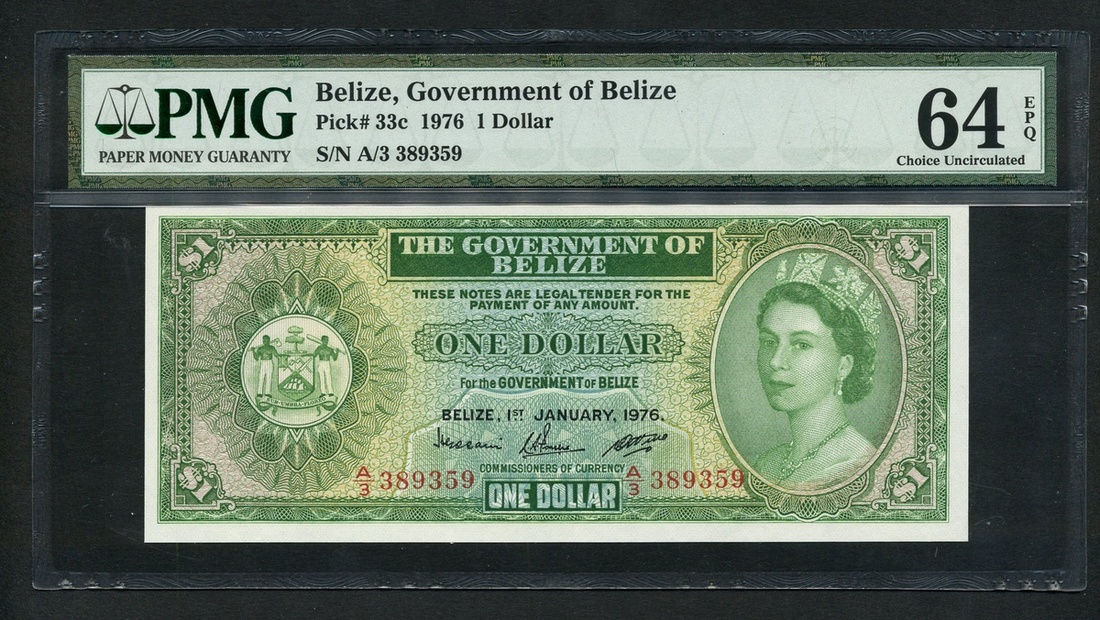 PMG
PAPER MONEY GUARANTY
Belize, Government of Belize
Pick# 33c 1976 1 Dollar
S/N A/3 389359
64 EPQ
Choice Uncirculated
$1
$1
THE GOVERNMENT OF
BELIZE
THESE NOTES ARE LEGAL TENDER FOR THE
PAYMENT OF ANY AMOUNT.
ONE DOLLAR
For the GOVERNMENT of BELIZE
BELIZE, 1ST JANUARY, 1976.
COMMISSIONERS OF CURRENCY
A/3 389359
A/3 389359
$1
ONE DOLLAR
$1